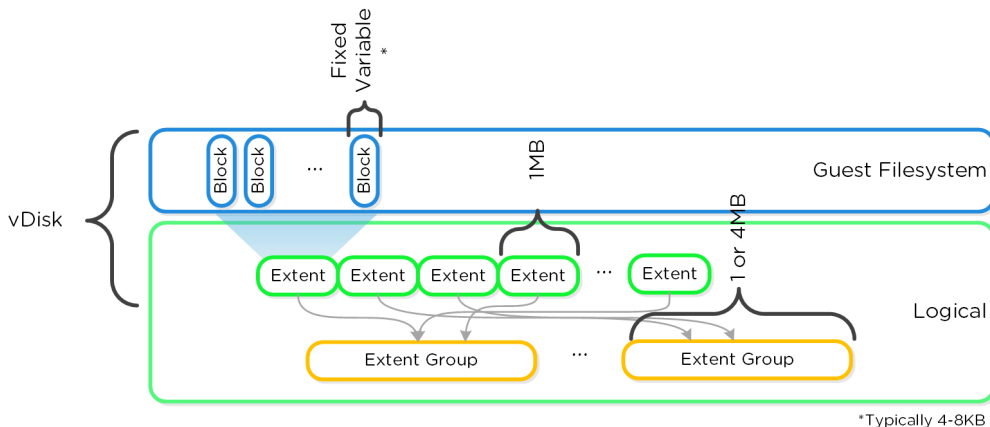 Fixed
Variable
*
Block
Block
...
Block
1MB
Guest Filesystem
vDisk
Extent
Extent
Extent
Extent
...
Extent
1 or 4MB
Logical
Extent Group
...
Extent Group
*Typically 4-8KB